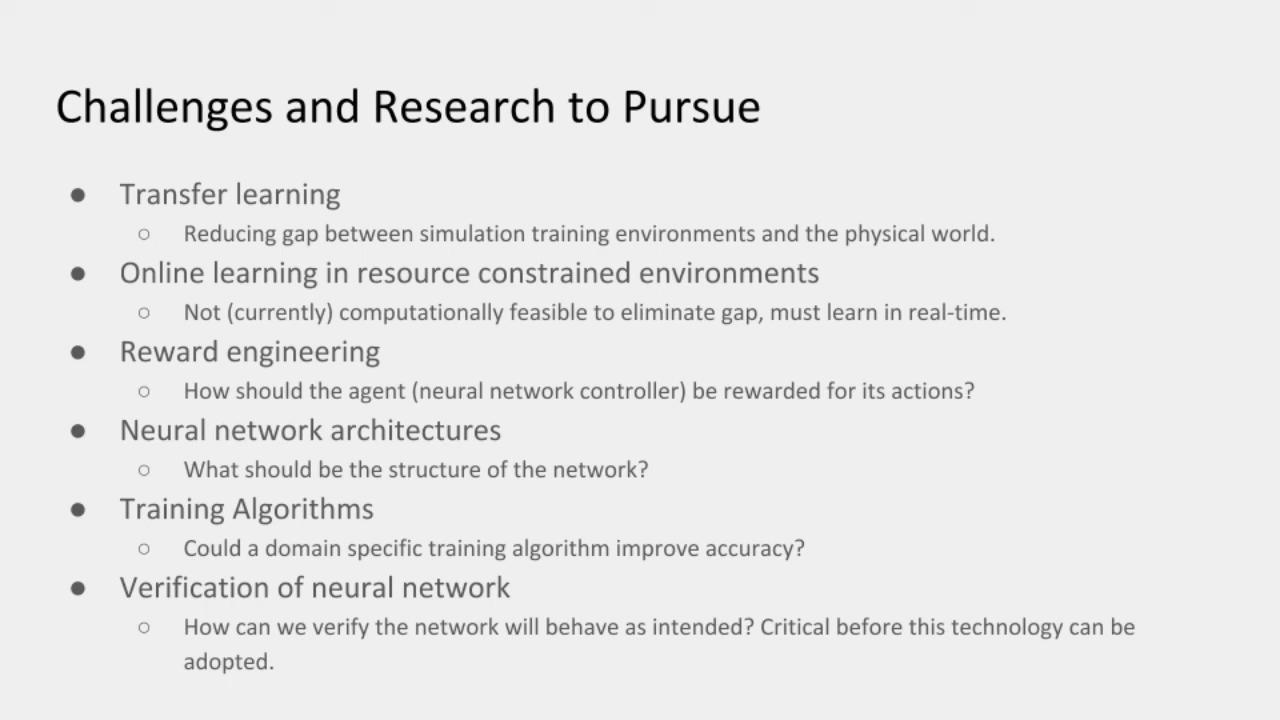 Challenges and Research to Pursue
● Transfer learning
○ Reducing gap between simulation training environments and the physical world.
● Online learning in resource constrained environments
○ Not (currently) computationally feasible to eliminate gap, must learn in real-time.
● Reward engineering
○ How should the agent (neural network controller) be rewarded for its actions?
● Neural network architectures
○ What should be the structure of the network?
● Training Algorithms
○ Could a domain specific training algorithm improve accuracy?
● Verification of neural network
○ How can we verify the network will behave as intended? Critical before this technology can be
adopted.